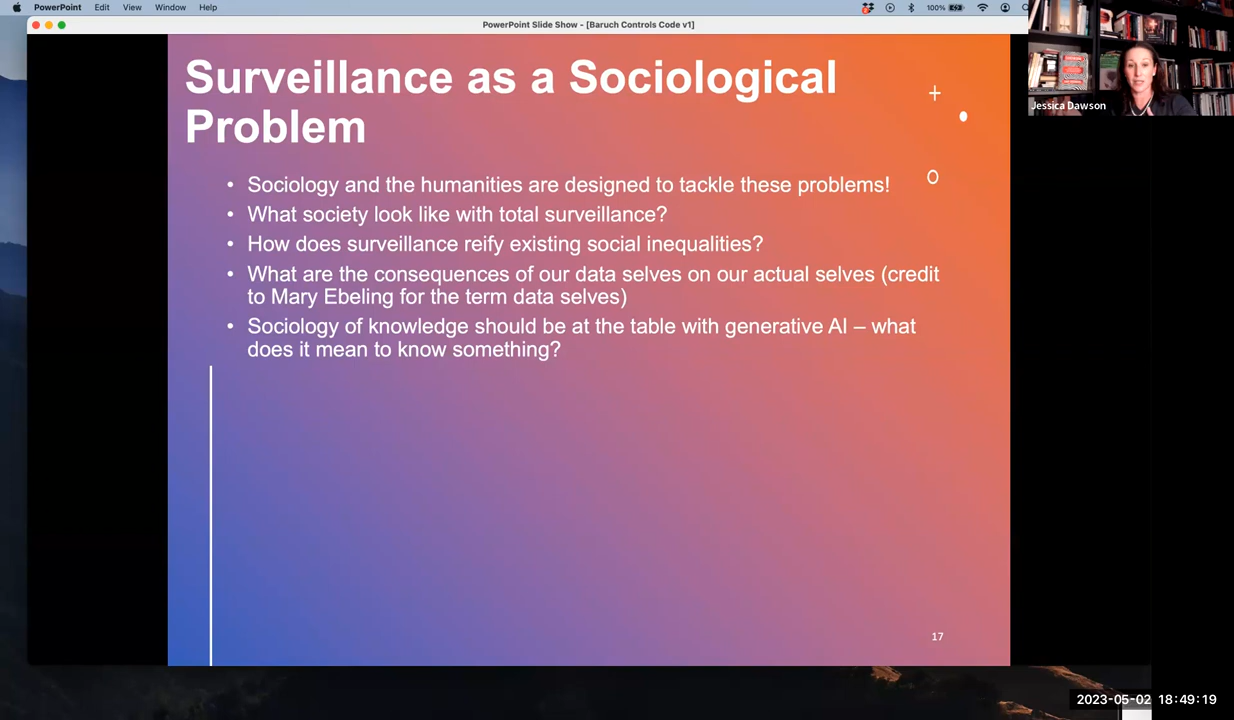 PowerPoint Edit View Window Help 100%
PowerPoint Slide Show - [Baruch Controls Code v1]
Surveillance as a Sociological
Problem
• Sociology and the humanities are designed to tackle these problems!
• What society look like with total surveillance?
• How does surveillance reify existing social inequalities?
• What are the consequences of our data selves on our actual selves (credit
to Mary Ebeling for the term data selves)
• Sociology of knowledge should be at the table with generative AI – what
does it mean to know something?
17
Jessica Dawson
2023-05-02 18:49:19